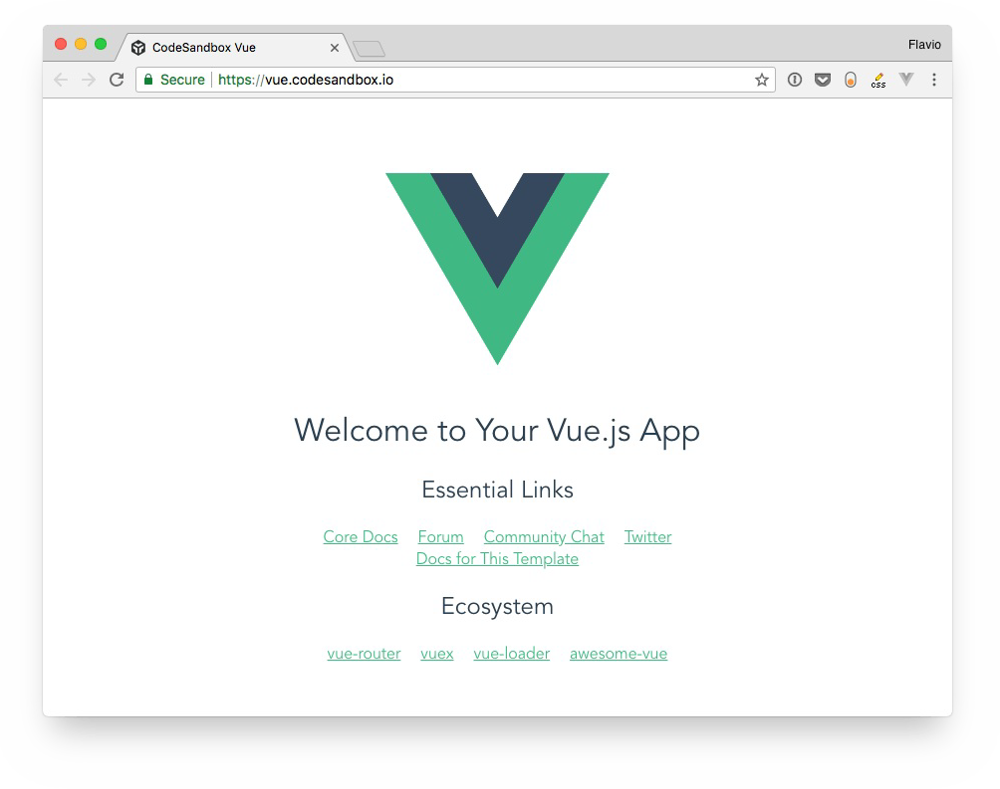 CodeSandbox Vue
Flavio
Secure https://vue.codesandbox.io
css
Welcome to Your Vue.js App
Essential Links
Core Docs Forum Community Chat Twitter
Docs for This Template
Ecosystem
vue-router vuex vue-loader awesome-vue